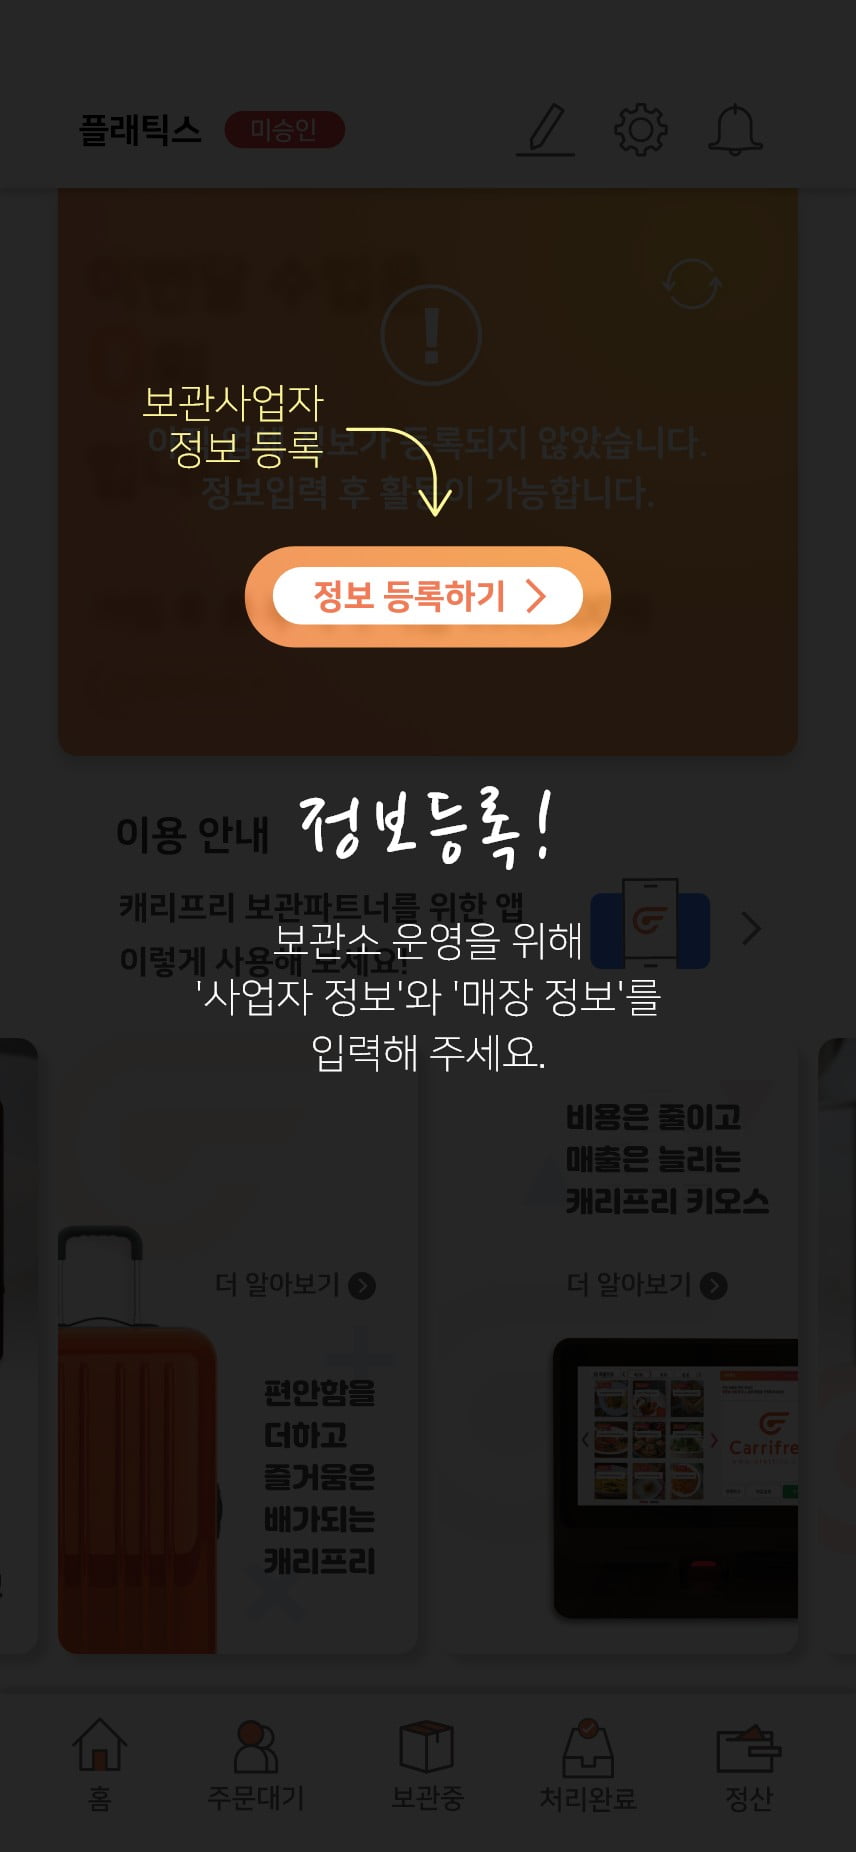 플래틱스
미승인
보관사업자
정보 등록
정보가 등록되지 않았습니다.
정보입력 후 활동이 가능합니다.
정보 등록하기
정보등록!
이용 안내
캐리프리 보관파트너를 위한 앱
이렇게 사용해 보세요!
보관소 운영을 위해
'사업자 정보'와 '매장 정보'를
입력해 주세요.
비용은 줄이고
매출은 늘리는
캐리프리 키오스
더 알아보기
더 알아보기
편안함을
더하고
즐거움은
배가되는
캐리프리
Carrifre
홈
주문대기
보관중
처리완료
정산